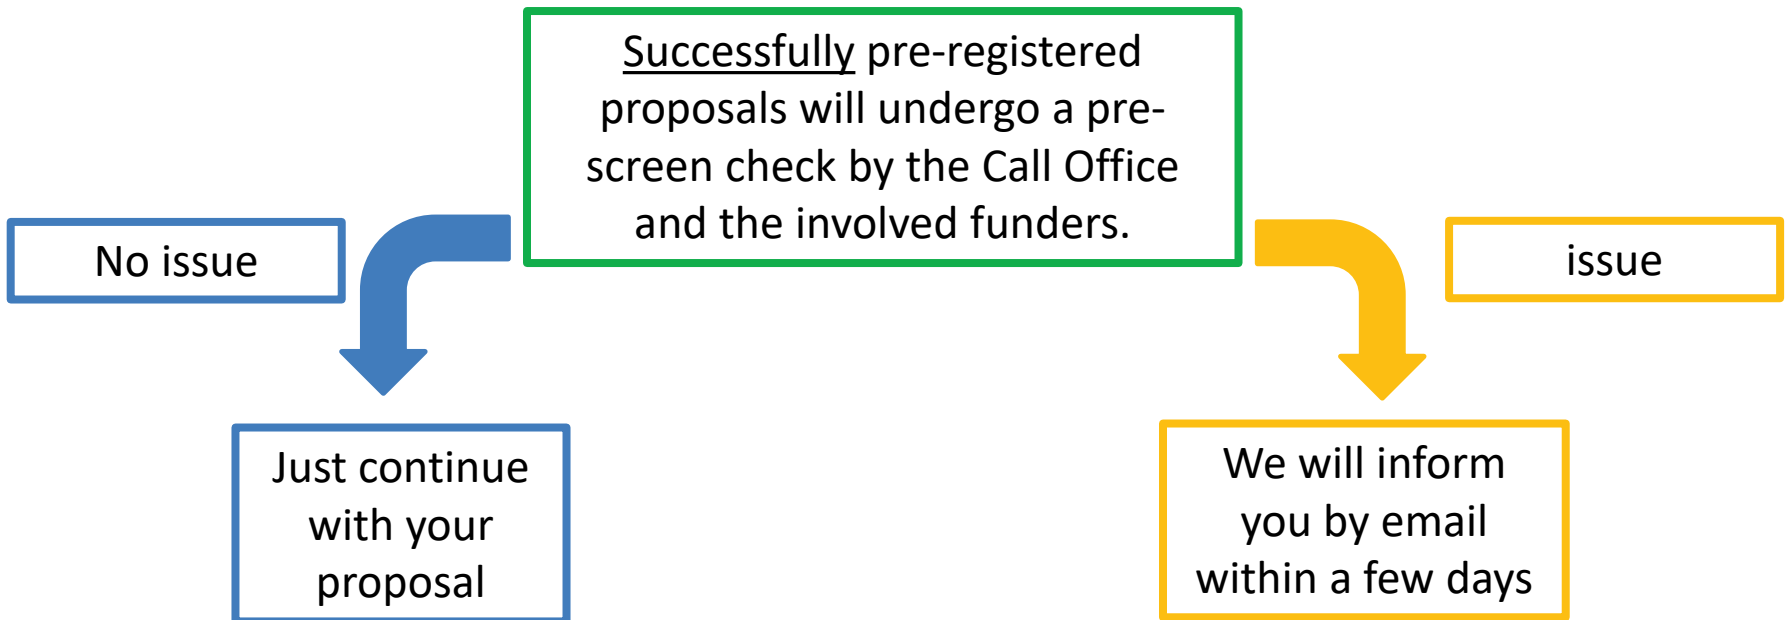 Successfully pre-registered
proposals will undergo a pre-
screen check by the Call Office
and the involved funders.
No issue
issue
Just continue
with your
proposal
We will inform
you by email
within a few days